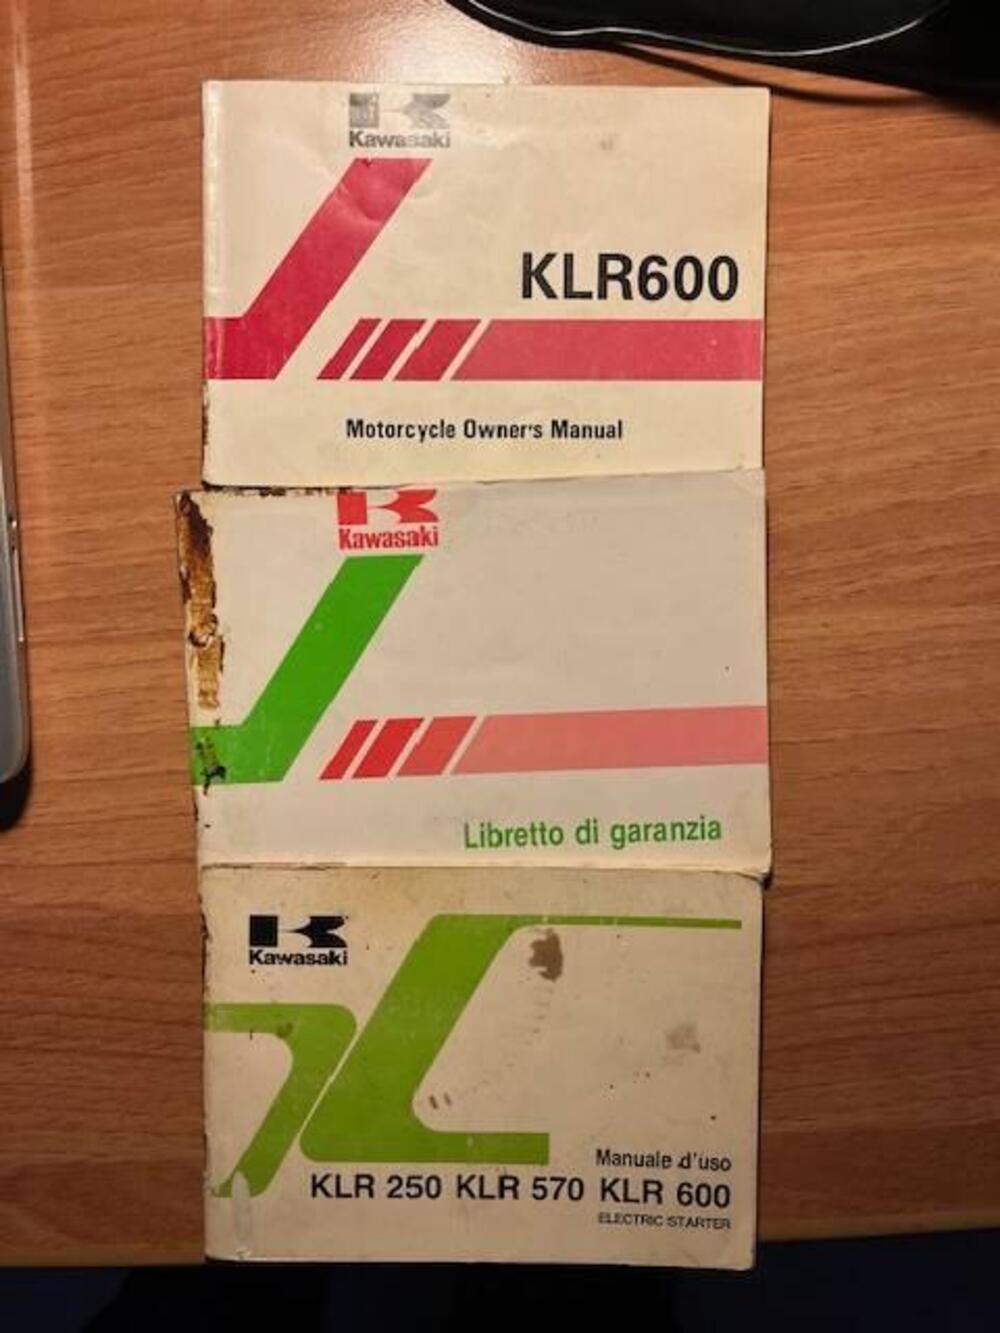 Kawasaki
KLR600
Motorcycle Owner's Manual
Kawasaki
Libretto di garanzia
Kawasaki
Manuale d'uso
KLR 250 KLR 570 KLR 600
ELECTRIC STARTER